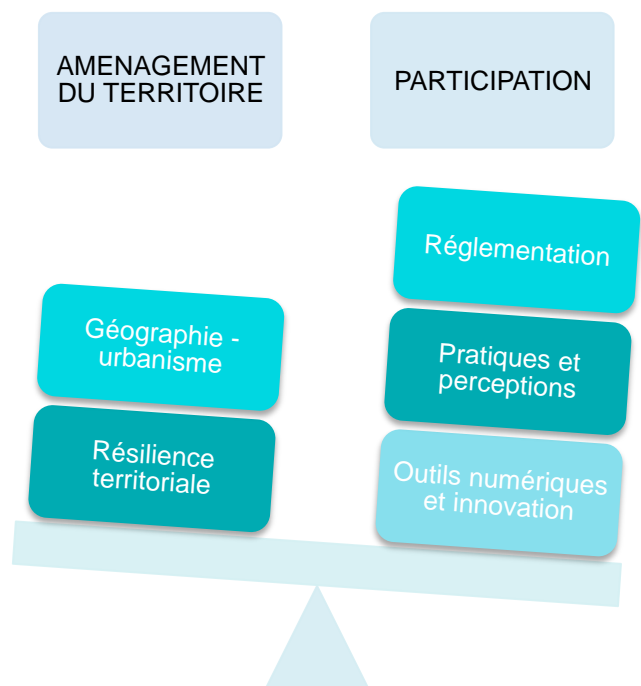 AMENAGEMENT
DU TERRITOIRE
PARTICIPATION
Réglementation
Géographie -
urbanisme
Pratiques et
perceptions
Résilience
territoriale
Outils numériques
et innovation